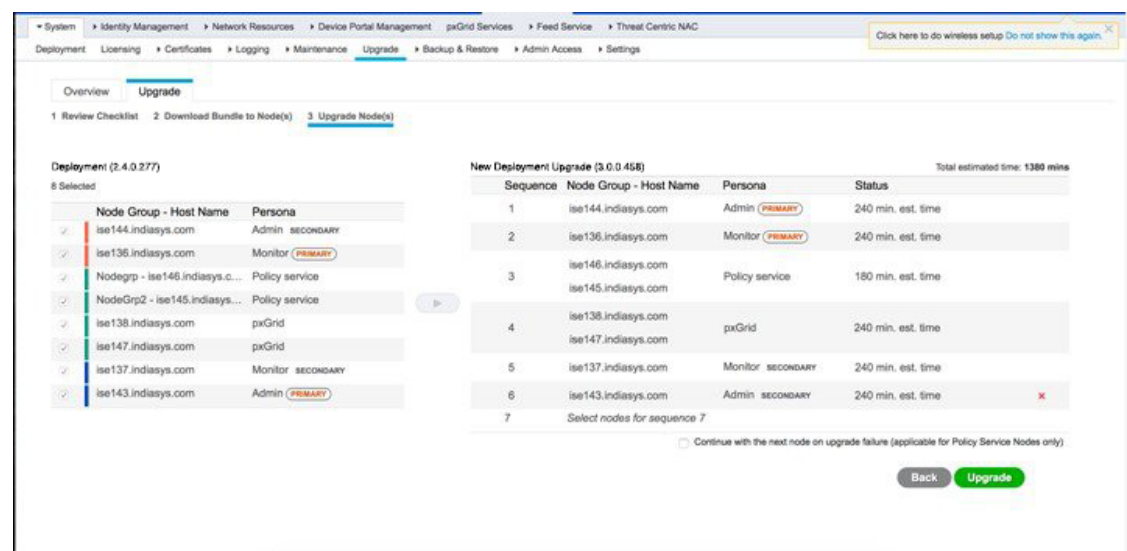 System Identity Management Network Resources Device Portal Management pxGrid Services Feed Service Threat Centric NAC
Click here to do wireless setup Do not show this again.
Deployment Licensing Certificates Logging Maintenance Upgrade Backup & Restore Admin Access Settings
Overview Upgrade
1 Review Checklist 2 Download Bundle to Node(s) 3 Upgrade Node(s)
Deployment (2.4.0.277)
8 Selected
Node Group - Host Name Persona
ise144.indiasys.com Admin SECONDARY
ise136.indiasys.com Monitor PRIMARY
Nodegrp - ise146.indiasys.c... Policy service
NodeGrp2 - ise145.indiasys... Policy service
ise138.indiasys.com pxGrid
ise147.indiasys.com pxGrid
ise137.indiasys.com Monitor SECONDARY
ise143.indiasys.com Admin PRIMARY
New Deployment Upgrade (3.0.0.458) Total estimated time: 1380 mins
Sequence Node Group - Host Name Persona Status
1 ise144.indiasys.com Admin PRIMARY 240 min. est. time
2 ise136.indiasys.com Monitor PRIMARY 240 min. est. time
ise146.indiasys.com
3 Policy service 180 min. est. time
ise145.indiasys.com
ise138.indiasys.com
4 pxGrid 240 min. est. time
ise147.indiasys.com
5 ise137.indiasys.com Monitor SECONDARY 240 min. est. time
6 ise143.indiasys.com Admin SECONDARY 240 min. est. time
7 Select nodes for sequence 7
Continue with the next node on upgrade failure (applicable for Policy Service Nodes only)
Back Upgrade